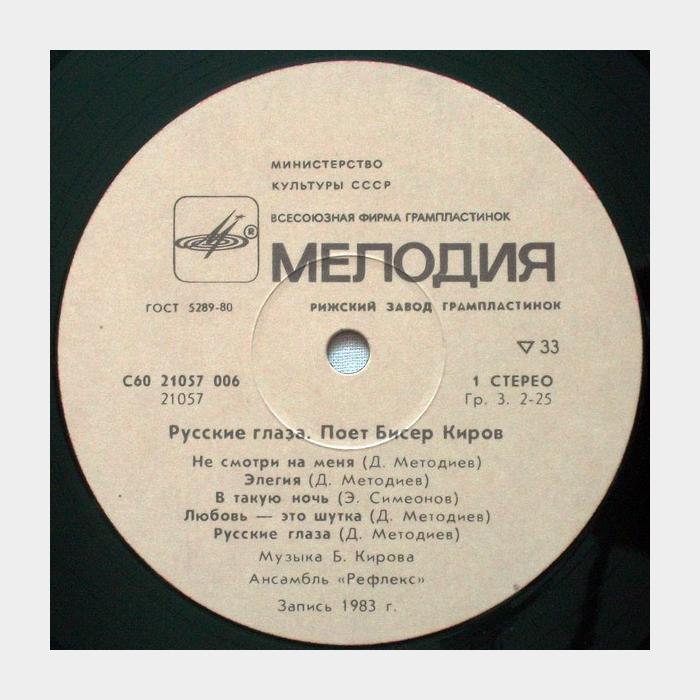 МИНИСТЕРСТВО
КУЛЬТУРЫ СССР
ВСЕСОЮЗНАЯ ФИРМА ГРАМПЛАСТИНОК
®
МЕЛОДИЯ
ГОСТ 5289-80
РИЖСКИЙ ЗАВОД ГРАМПЛАСТИНОК
▽ 33
С60 21057 006
1 СТЕРЕО
21057
Гр. 3. 2-25
Русские глаза. Поет Бисер Киров
Не смотри на меня (Д. Методиев)
Элегия (Д. Методиев)
В такую ночь (Э. Симеонов)
Любовь — это шутка (Д. Методиев)
Русские глаза (Д. Методиев)
Музыка Б. Кирова
Ансамбль «Рефлекс»
Запись 1983 г.